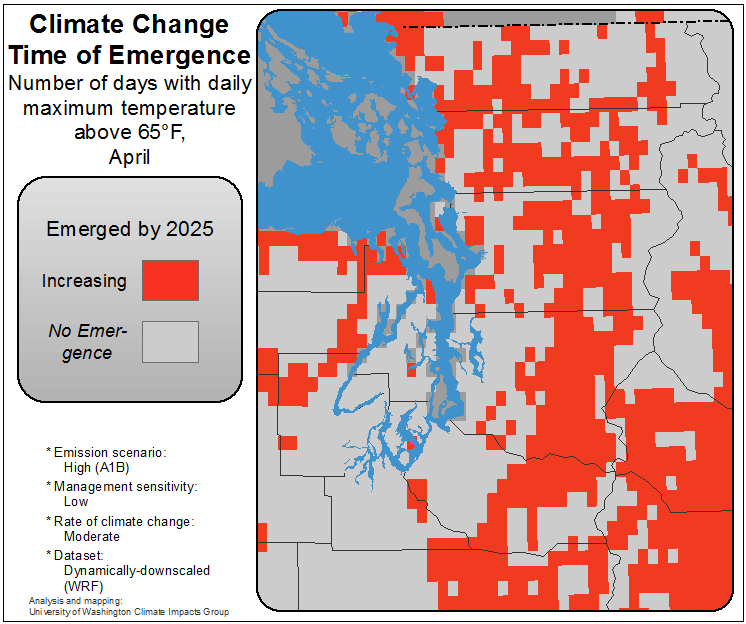 Climate Change
Time of Emergence
Number of days with daily
maximum temperature
above 65°F,
April
Emerged by 2025
Increasing
No Emer-
gence
* Emission scenario:
High (A1B)
* Management sensitivity:
Low
* Rate of climate change:
Moderate
* Dataset:
Dynamically-downscaled
(WRF)
Analysis and mapping:
University of Washington Climate Impacts Group